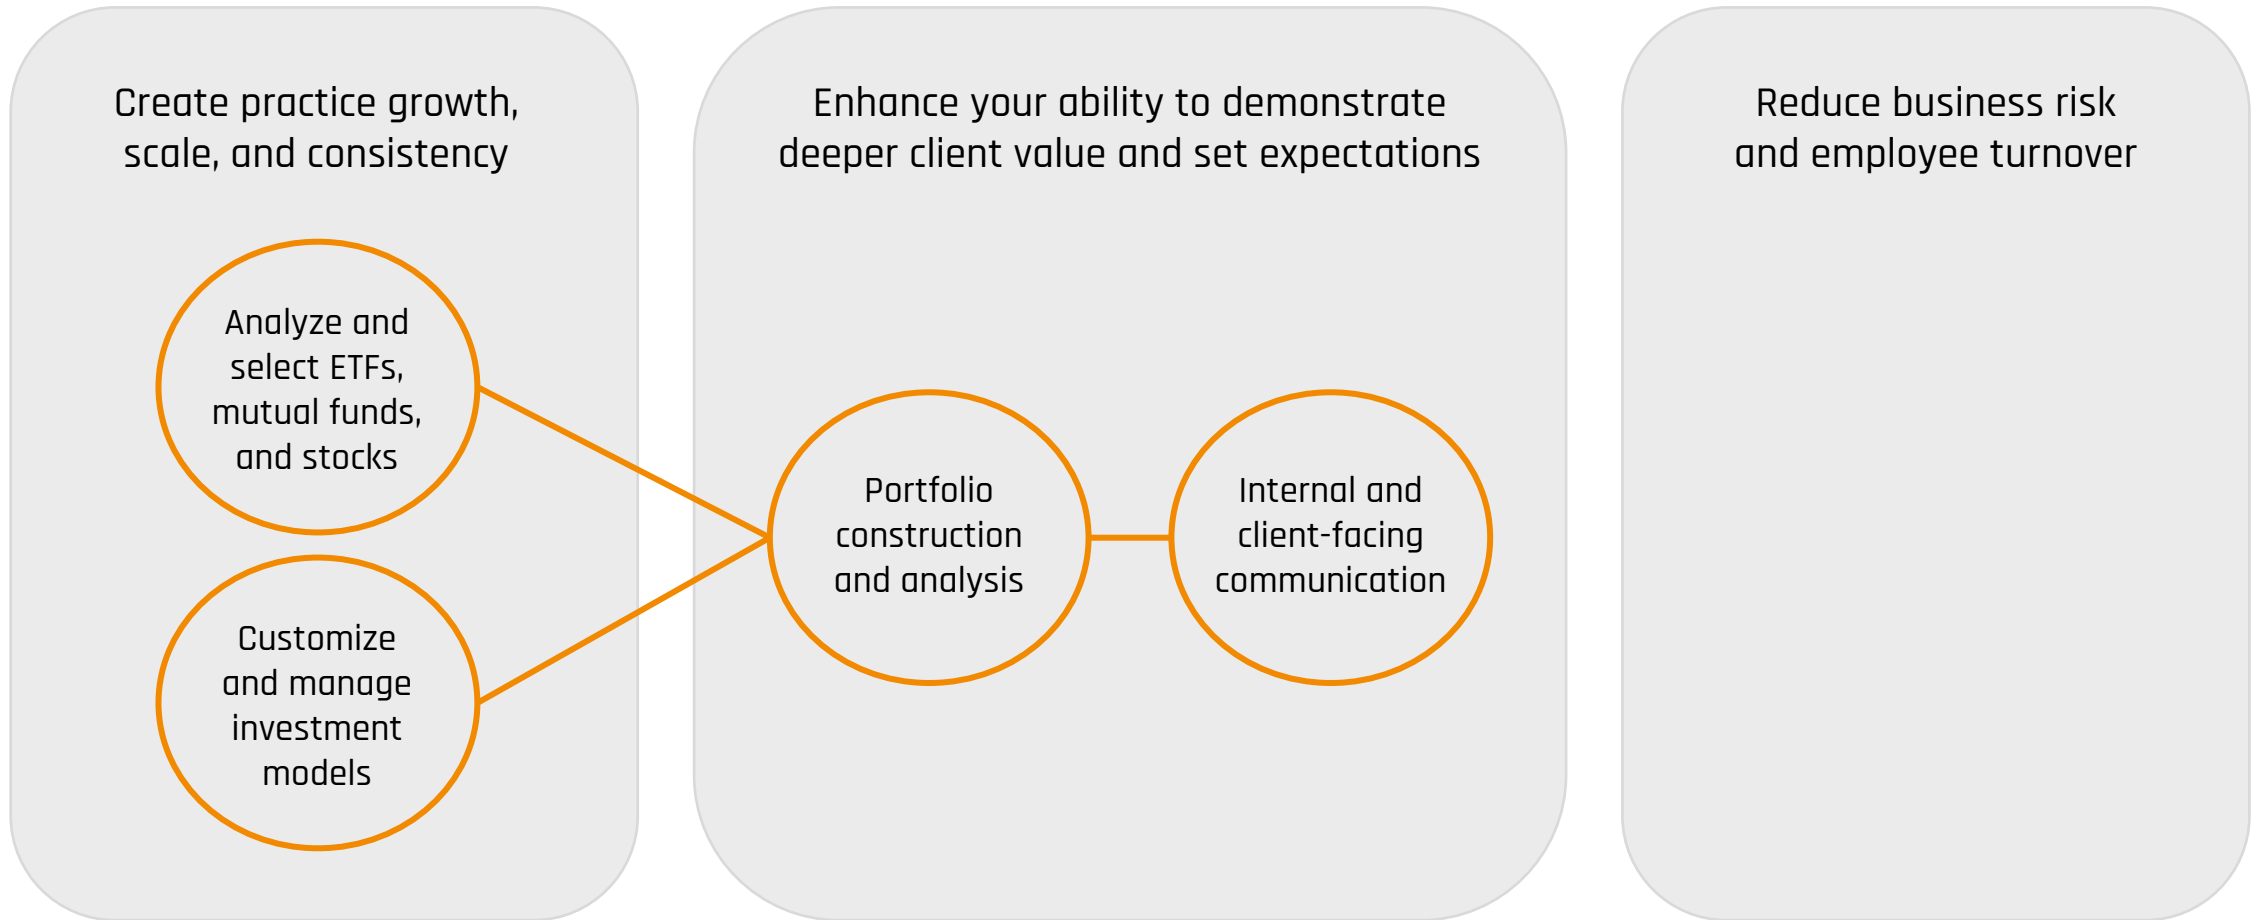 Create practice growth,
scale, and consistency
Analyze and
select ETFs,
mutual funds,
and stocks
Customize
and manage
investment
models
Enhance your ability to demonstrate
deeper client value and set expectations
Portfolio
construction
and analysis
Internal and
client-facing
communication
Reduce business risk
and employee turnover